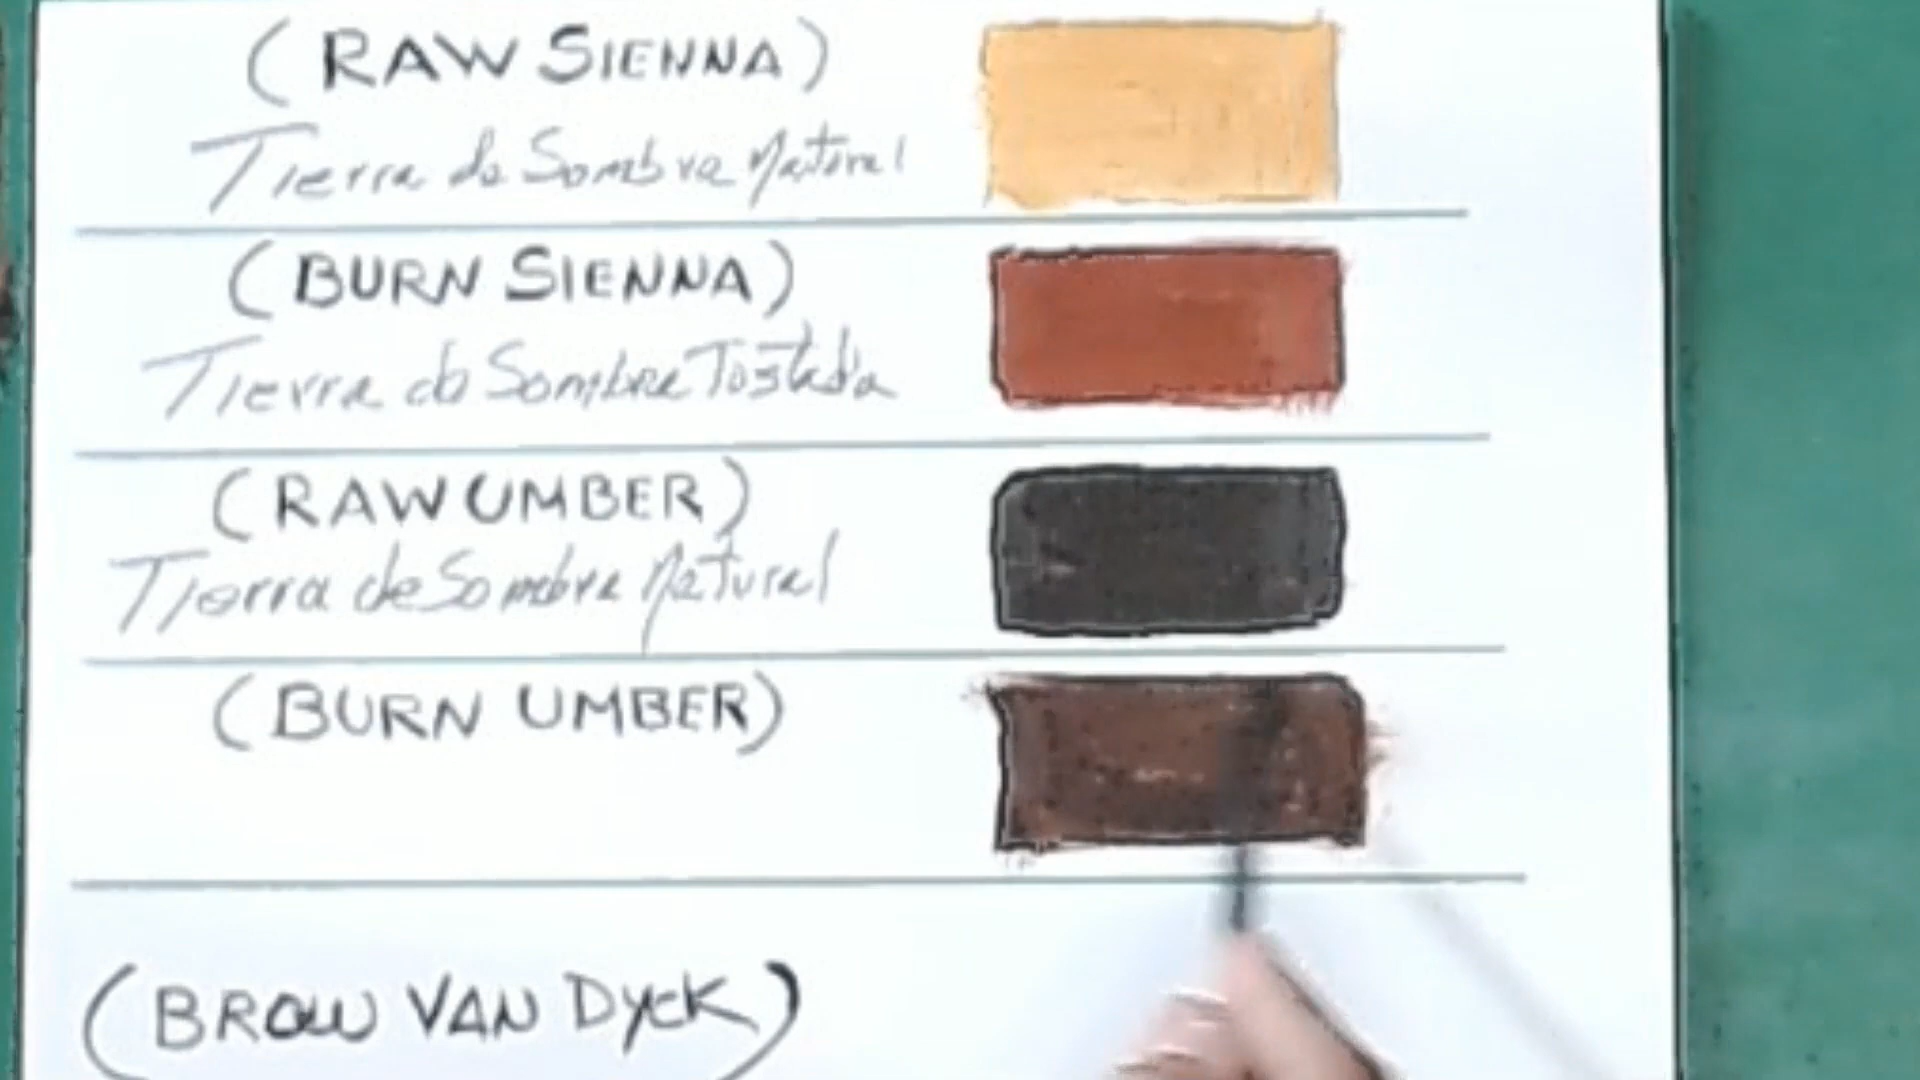 (RAW SIENNA)
Tierra de Sombra Natural
(BURN SIENNA)
Tierra de Sombra Tostada
(RAW UMBER)
Tierra de Sombra Natural
(BURN UMBER)
(BROW VAN DYCK)